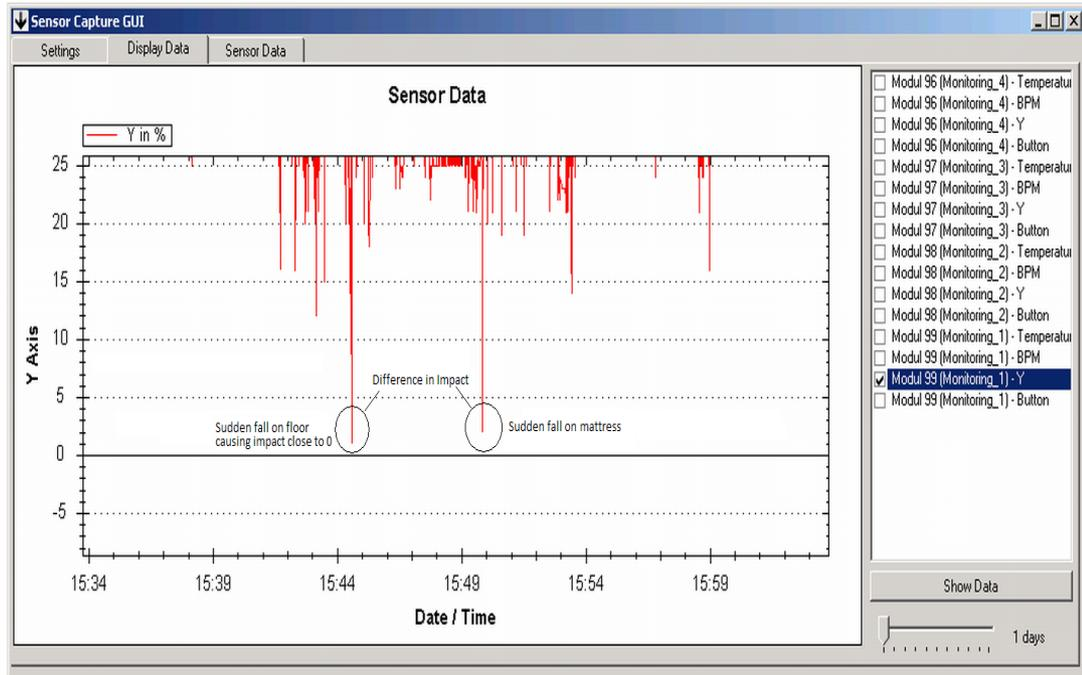 Sensor Capture GUI
Settings
Display Data
Sensor Data
Sensor Data
Y in %
25
20
15
10
5
0
-5
Y Axis
Difference in Impact
Sudden fall on floor
causing impact close to 0
Sudden fall on mattress
15:34
15:39
15:44
15:49
15:54
15:59
Date / Time
Modul 96 (Monitoring_4) - Temperatu
Modul 96 (Monitoring_4) - BPM
Modul 96 (Monitoring_4) - Y
Modul 96 (Monitoring_4) - Button
Modul 97 (Monitoring_3) - Temperatu
Modul 97 (Monitoring_3) - BPM
Modul 97 (Monitoring_3) - Y
Modul 97 (Monitoring_3) - Button
Modul 98 (Monitoring_2) - Temperatu
Modul 98 (Monitoring_2) - BPM
Modul 98 (Monitoring_2) - Y
Modul 98 (Monitoring_2) - Button
Modul 99 (Monitoring_1) - Temperatu
Modul 99 (Monitoring_1) - BPM
Modul 99 (Monitoring_1) - Y
Modul 99 (Monitoring_1) - Button
Show Data
1 days